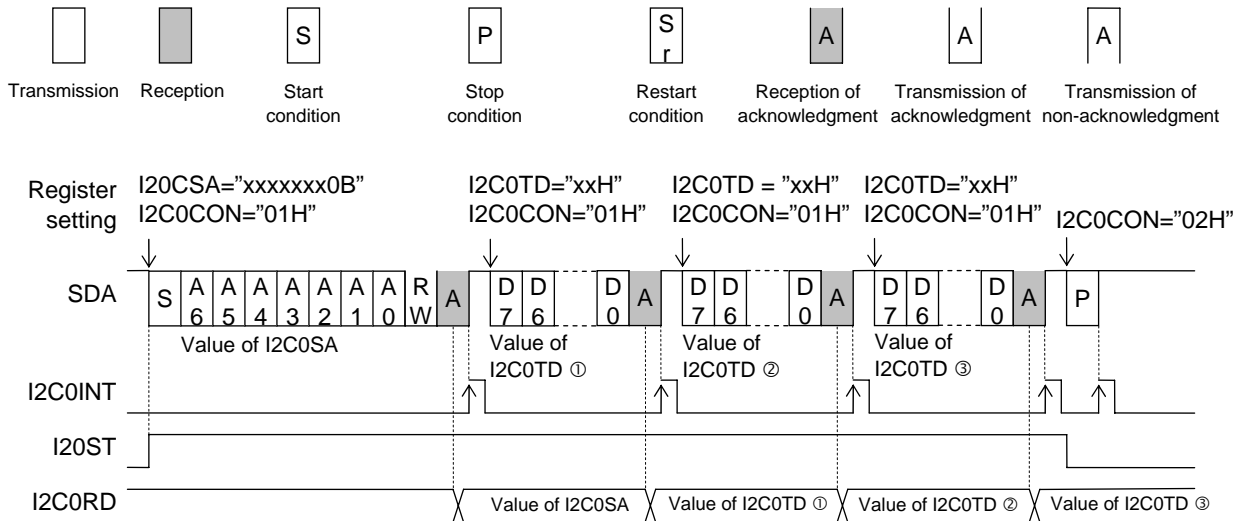 S
P
S
r
A
A
A
Transmission
Reception
Start
condition
Stop
condition
Restart
condition
Reception of
acknowledgment
Transmission of
acknowledgment
Transmission of
non-acknowledgment
Register
setting
I20CSA=”xxxxxxx0B”
I2C0CON=”01H”
I2C0TD=”xxH”
I2C0CON=”01H”
I2C0TD = ”xxH”
I2C0CON=”01H”
I2C0TD=”xxH”
I2C0CON=”01H”
I2C0CON=”02H”
SDA
S
A
6
A
5
A
4
A
3
A
2
A
1
A
0
R
W
A
D
7
D
6
D
0
A
D
7
D
6
D
0
A
D
7
D
6
D
0
A
P
Value of I2C0SA
Value of
I2C0TD ①
Value of
I2C0TD ②
Value of
I2C0TD ③
I2C0INT
I20ST
I2C0RD
Value of I2C0SA
Value of I2C0TD ①
Value of I2C0TD ②
Value of I2C0TD ③